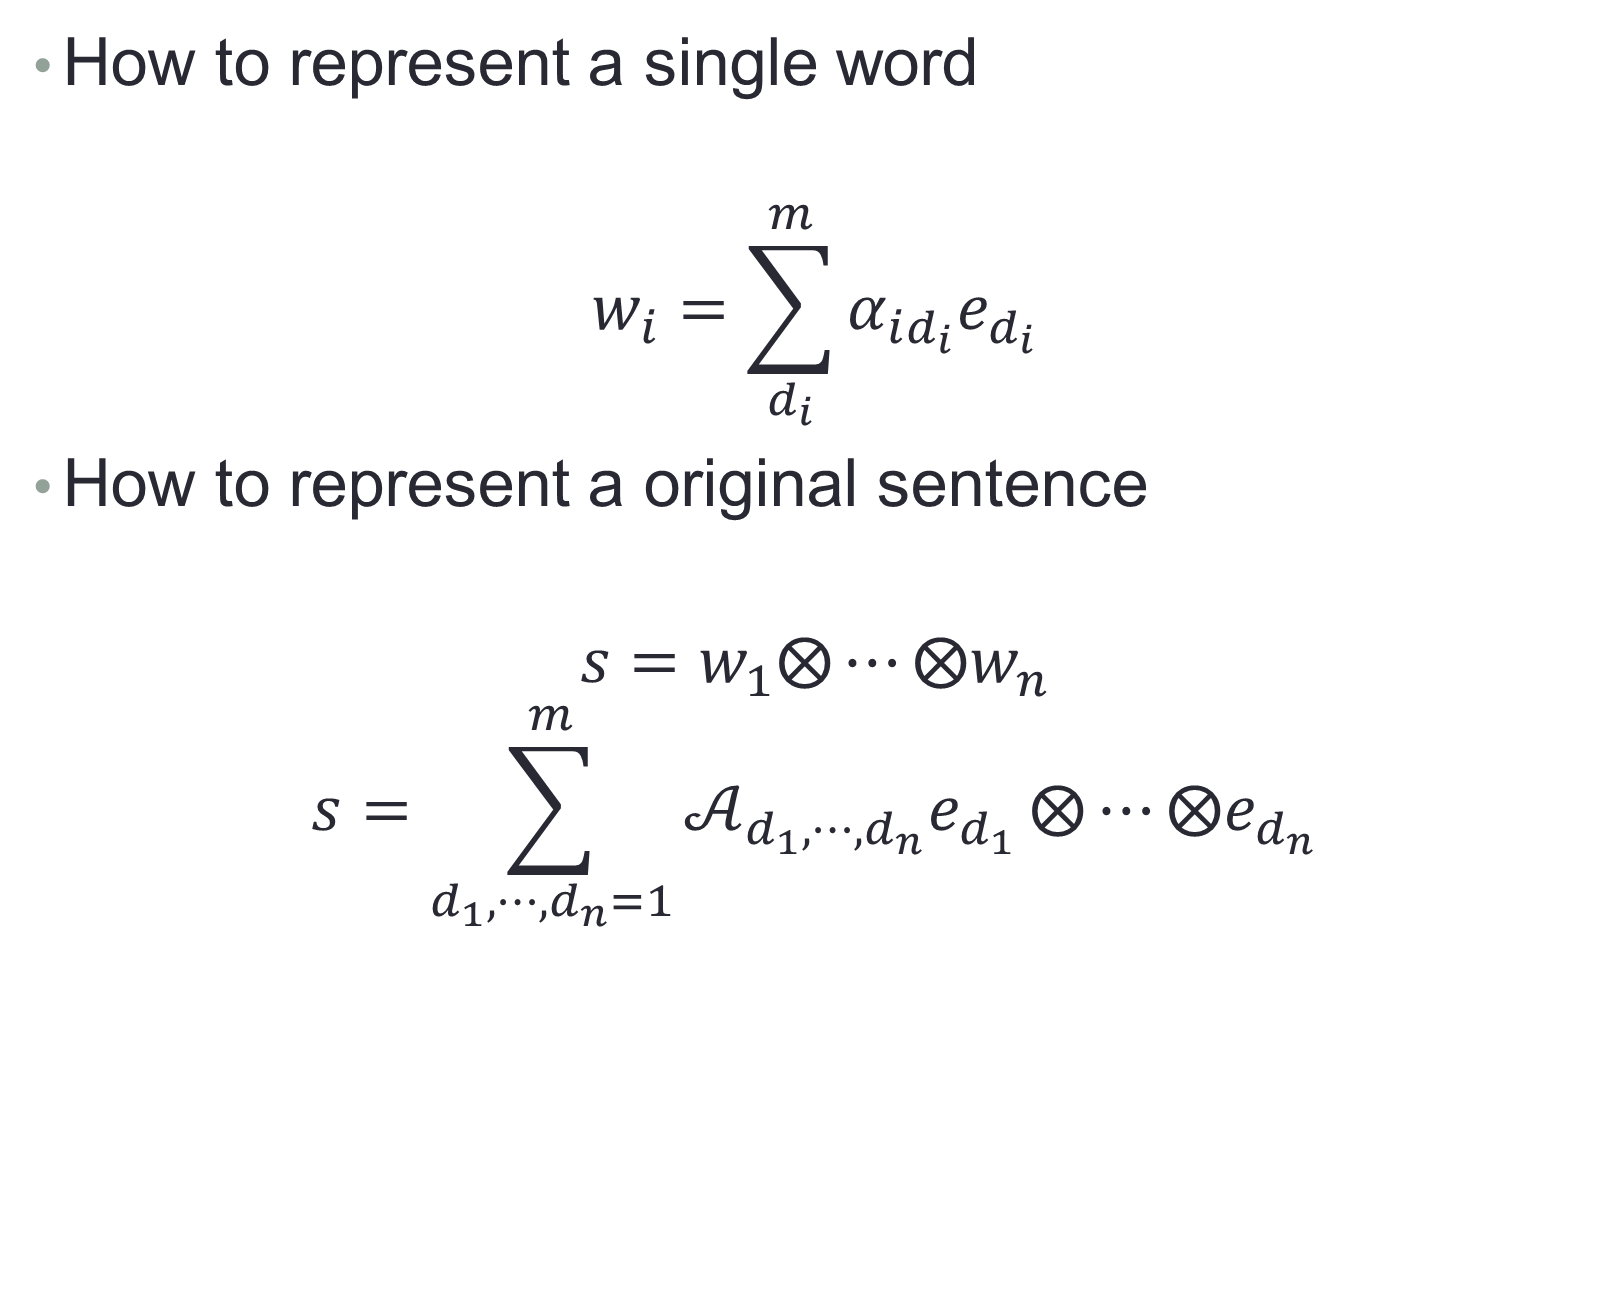 • How to represent a single word
$w_i = \sum_{d_i}^{m} \alpha_{id_i} e_{d_i}$
• How to represent a original sentence
$s = w_1 \otimes \cdots \otimes w_n$
$s = \sum_{d_1,\cdots,d_n=1}^{m} \mathcal{A}_{d_1,\cdots,d_n} e_{d_1} \otimes \cdots \otimes e_{d_n}$